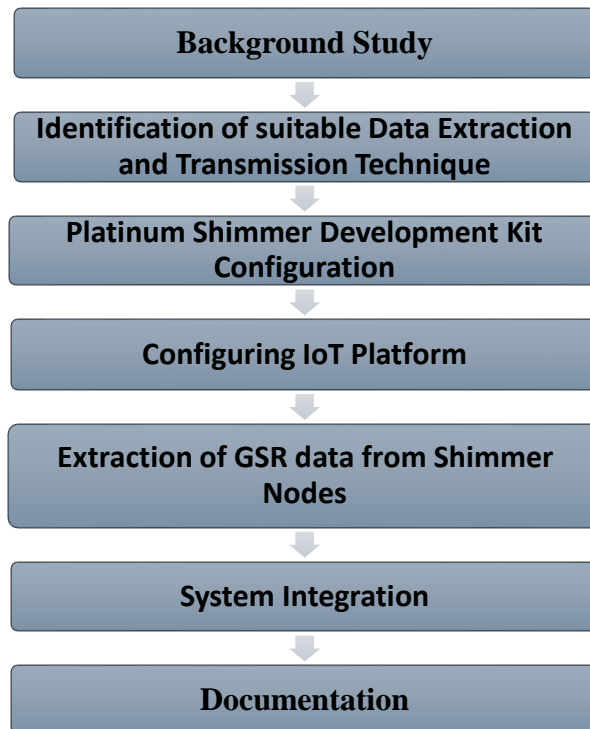 Background Study
Identification of suitable Data Extraction
and Transmission Technique
Platinum Shimmer Development Kit
Configuration
Configuring IoT Platform
Extraction of GSR data from Shimmer
Nodes
System Integration
Documentation